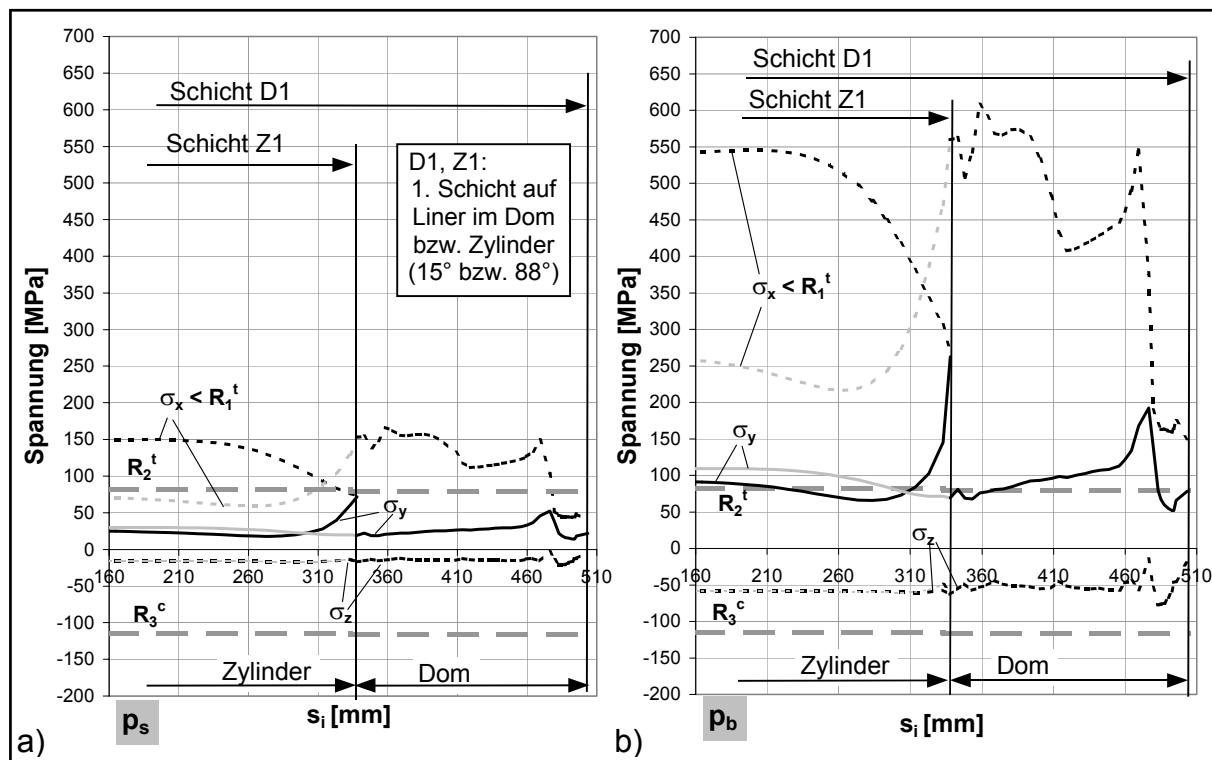 Spannung [MPa]
700
650
600
550
500
450
400
350
300
250
200
150
100
50
0
-50
-100
-150
-200
160 210 260 310 360 410 460 510
Schicht D1
Schicht Z1
D1, Z1:
1. Schicht auf
Liner im Dom
bzw. Zylinder
(15° bzw. 88°)
σx < R1t
R2t
σy
σz
R3c
Zylinder Dom
ps
si [mm]
a)
Spannung [MPa]
700
650
600
550
500
450
400
350
300
250
200
150
100
50
0
-50
-100
-150
-200
160 210 260 310 360 410 460 510
Schicht D1
Schicht Z1
σx < R1t
σy
R2t
σz
R3c
Zylinder Dom
pb
si [mm]
b)